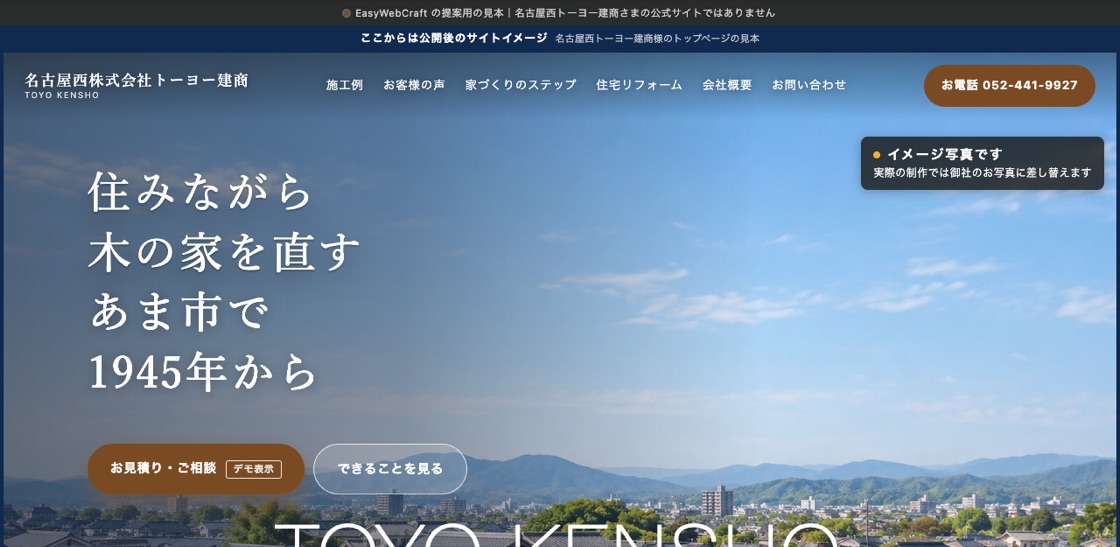 EasyWebCraft の提案用の見本｜名古屋西トーヨー建商さまの公式サイトではありません
ここからは公開後のサイトイメージ 名古屋西トーヨー建商様のトップページの見本
名古屋西株式会社トーヨー建商
TOYO KENSHO
施工例 お客様の声 家づくりのステップ 住宅リフォーム 会社概要 お問い合わせ
お電話 052-441-9927
イメージ写真です
実際の制作では御社のお写真に差し替えます
住みながら
木の家を直す
あま市で
1945年から
お見積り・ご相談 デモ表示 できることを見る
TOYO KENSHO